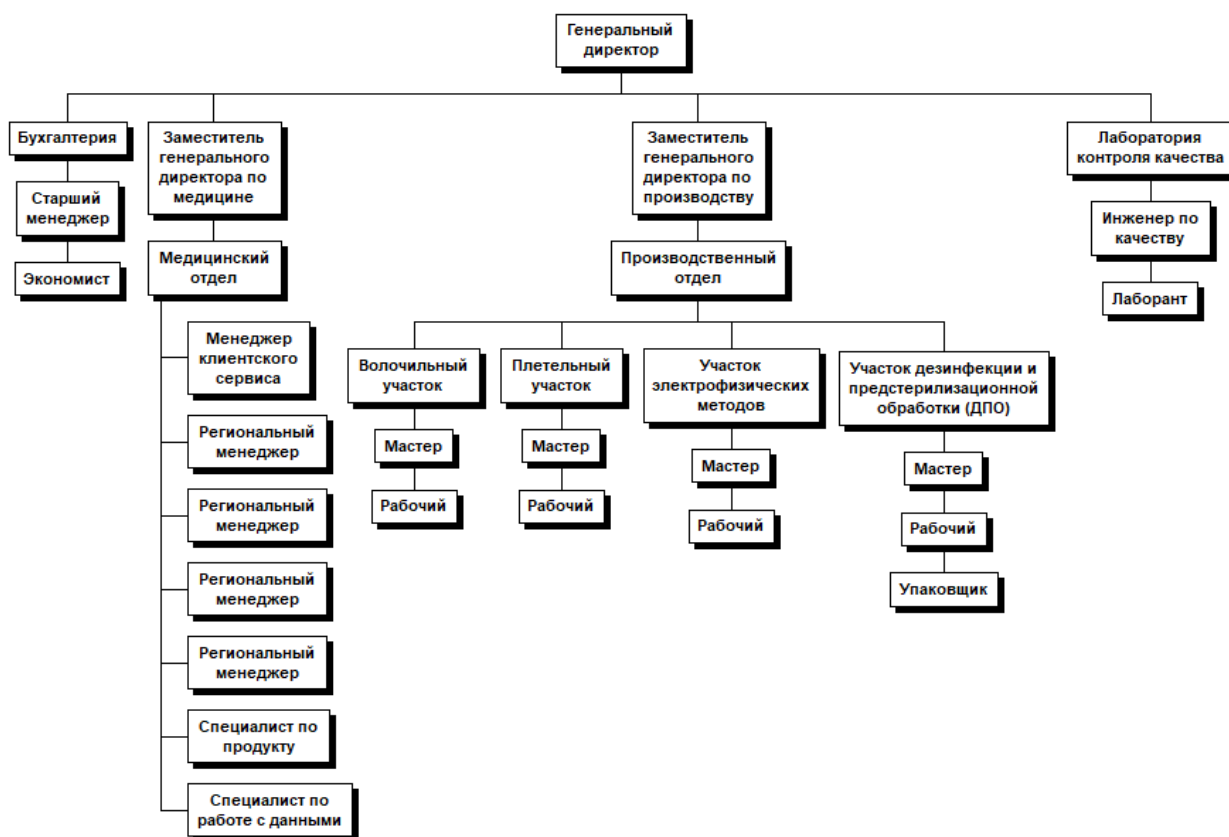 Генеральный
директор
Бухгалтерия
Старший
менеджер
Экономист
Заместитель
генерального
директора по
медицине
Медицинский
отдел
Менеджер
клиентского
сервиса
Региональный
менеджер
Региональный
менеджер
Региональный
менеджер
Региональный
менеджер
Специалист по
продукту
Специалист по
работе с данными
Заместитель
генерального
директора по
производству
Производственный
отдел
Волочильный
участок
Мастер
Рабочий
Плетельный
участок
Мастер
Рабочий
Участок
электрофизических
методов
Мастер
Рабочий
Участок дезинфекции и
предстерилизационной
обработки (ДПО)
Мастер
Рабочий
Упаковщик
Лаборатория
контроля качества
Инженер по
качеству
Лаборант